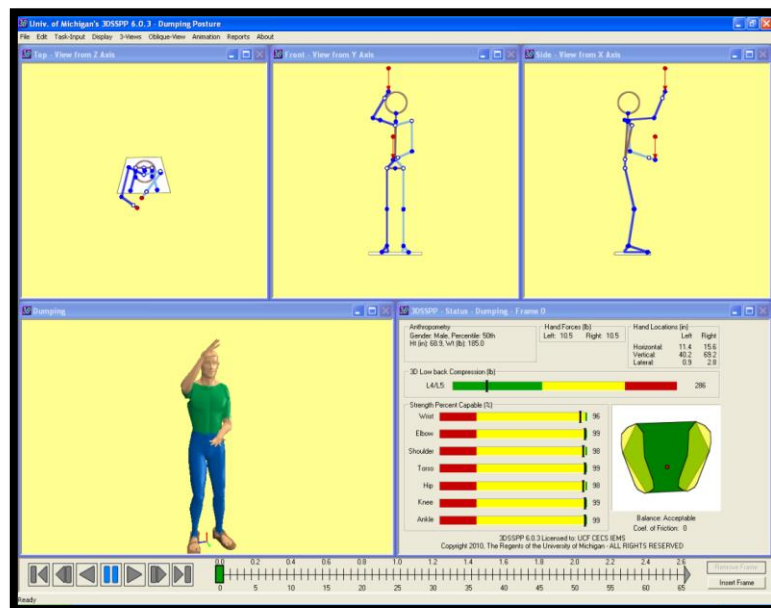 Univ. of Michigan's 3DSSPP 6.0.3 - Dumping Posture
File Edit Task-Input Display 3-Views Oblique-View Animation Reports About
Top - View from Z Axis
Front - View from Y Axis
Side - View from X Axis
Dumping
3DSSPP - Status - Dumping - Frame 0
Anthropometry
Gender: Male, Percentile: 50th
Ht (in): 68.9, Wt (lb): 185.0
Hand Forces (lb)
Left: 10.5 Right: 10.5
Hand Locations (in)
Left Right
Horizontal: 11.4 15.6
Vertical: 40.2 69.2
Lateral: 0.9 2.8
3D Low back Compression (lb)
L4/L5: 286
Strength Percent Capable (%)
Wrist 96
Elbow 99
Shoulder 98
Torso 99
Hip 98
Knee 99
Ankle 99
Balance: Acceptable
Coef. of Friction: 0
3DSSPP 6.0.3 Licensed to: UCF CECS IEMS
Copyright 2010, The Regents of the University of Michigan - ALL RIGHTS RESERVED
0.0 0.2 0.4 0.6 0.8 1.0 1.2 1.4 1.6 1.8 2.0 2.2 2.4 2.6
0 5 10 15 20 25 30 35 40 45 50 55 60 65
Remove Frame
Insert Frame
Ready